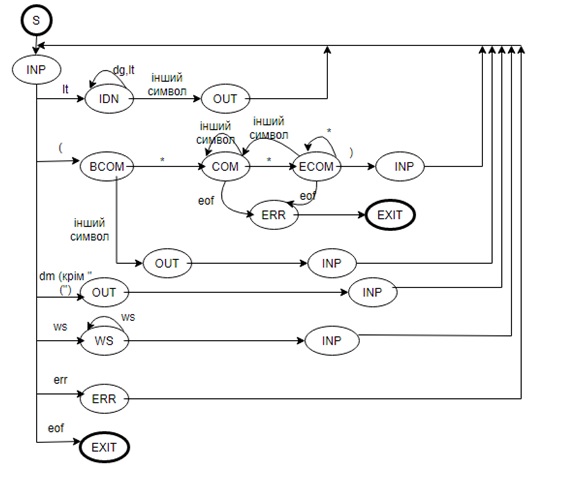 S
INP
lt
IDN
dg,lt
інший
символ
OUT
(
BCOM
*
інший
символ
COM
інший
символ
*
ECOM
*
)
INP
eof
eof
ERR
EXIT
інший
символ
OUT
INP
dm (крім "
(")
OUT
INP
ws
WS
ws
INP
err
ERR
eof
EXIT